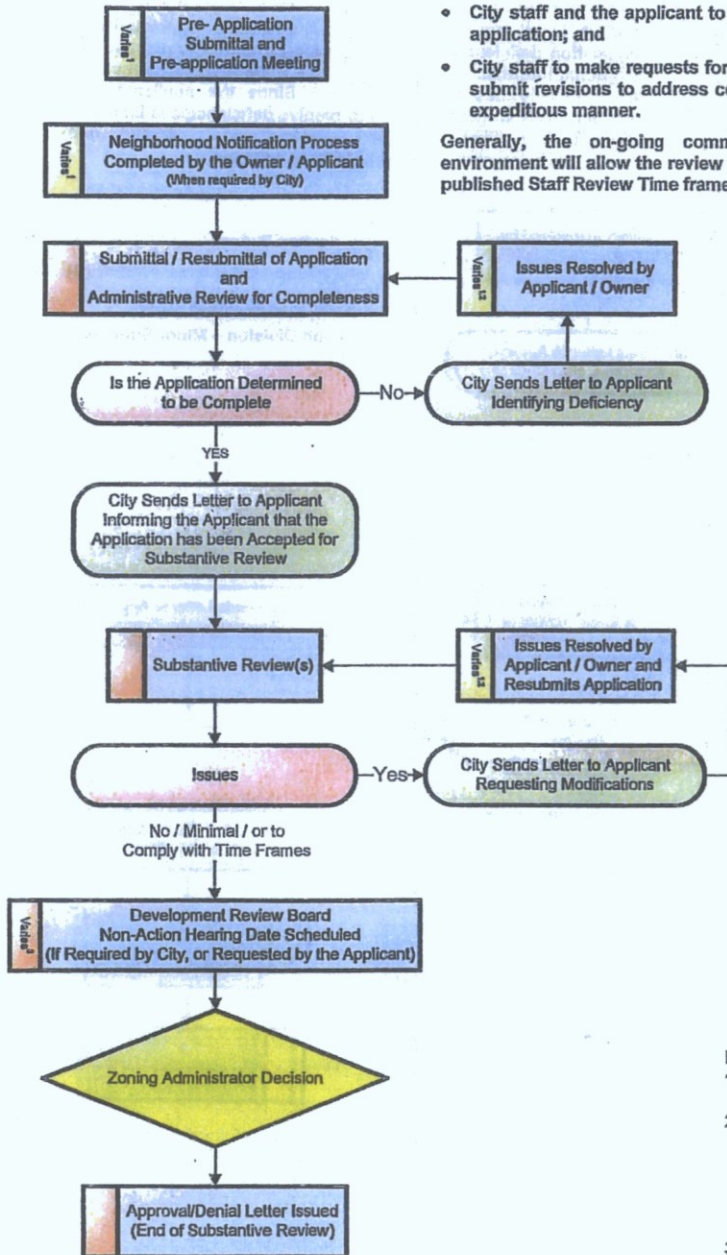 Pre- Application
Submittal and
Pre-application Meeting
Varies¹
• City staff and the applicant to
application; and
• City staff to make requests for
submit revisions to address
expeditious manner.
Generally, the on-going
environment will allow the review
published Staff Review Time
Neighborhood Notification Process
Completed by the Owner / Applicant
(When required by City)
Varies¹
Submittal / Resubmittal of Application
and
Administrative Review for Completeness
Issues Resolved by
Applicant / Owner
Varies¹²
Is the Application Determined
to be Complete
No
City Sends Letter to Applicant
Identifying Deficiency
YES
City Sends Letter to Applicant
Informing the Applicant that the
Application has been Accepted for
Substantive Review
Substantive Review(s)
Issues Resolved by
Applicant / Owner and
Resubmits Application
Varies¹²
Issues
Yes
City Sends Letter to Applicant
Requesting Modifications
No / Minimal / or to
Comply with Time Frames
Development Review Board
Non-Action Hearing Date Scheduled
(If Required by City, or Requested by the Applicant)
Varies³
Zoning Administrator Decision
Approval/Denial Letter Issued
(End of Substantive Review)